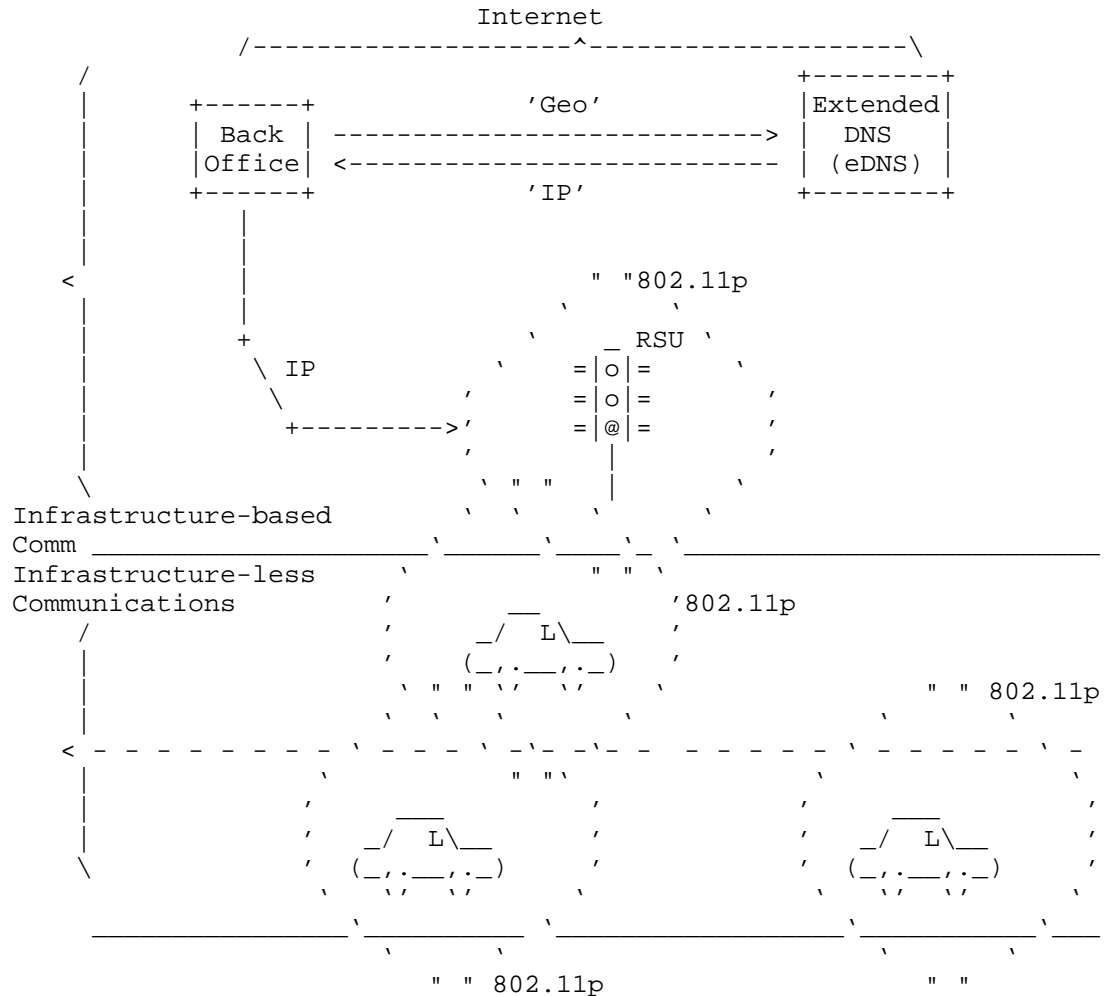 Internet
'Geo'
Extended
Back
DNS
Office
(eDNS)
'IP'
802.11p
RSU
IP
Infrastructure-based
Comm
Infrastructure-less
Communications
802.11p
802.11p
802.11p